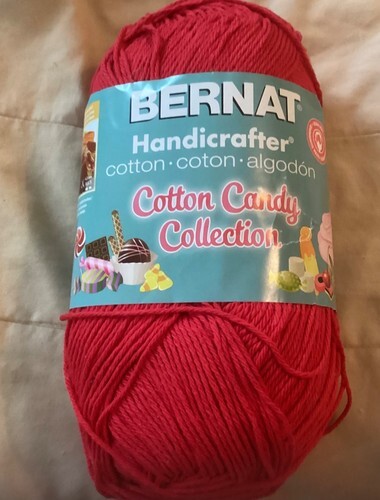 BERNAT
Handicrafter®
cotton • coton • algodón
Cotton Candy
Collection